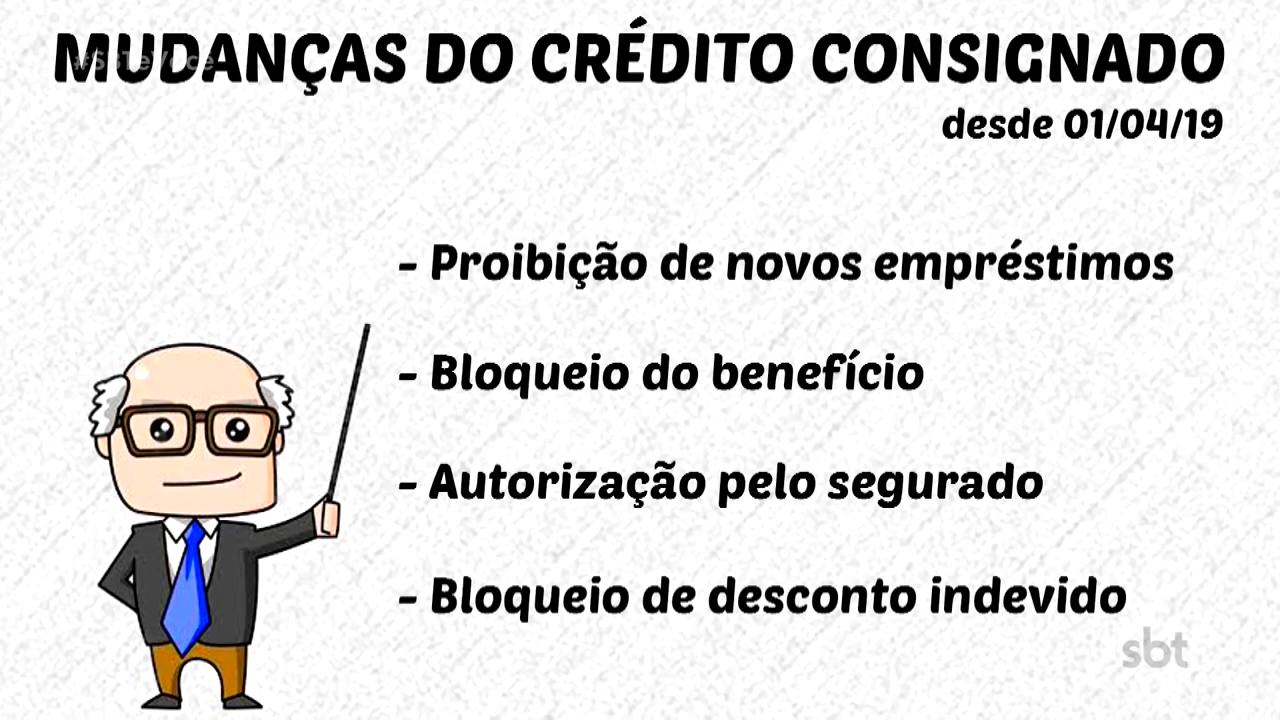 MUDANÇAS DO CRÉDITO CONSIGNADO
#SBTeVocê
desde 01/04/19
- Proibição de novos empréstimos
- Bloqueio do benefício
- Autorização pelo segurado
- Bloqueio de desconto indevido
sbt